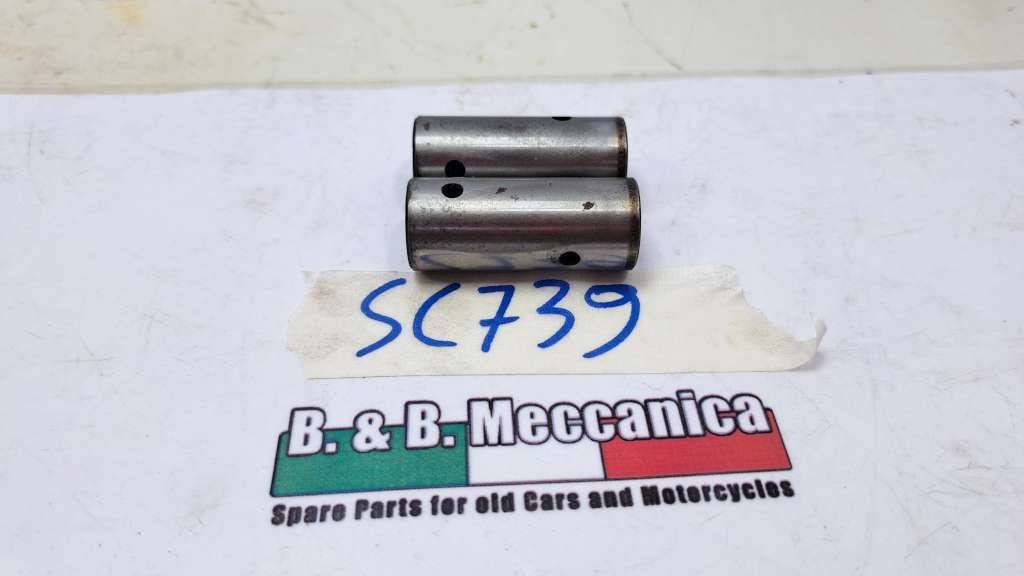 SC739
B. & B. Meccanica
Spare Parts for old Cars and Motorcycles